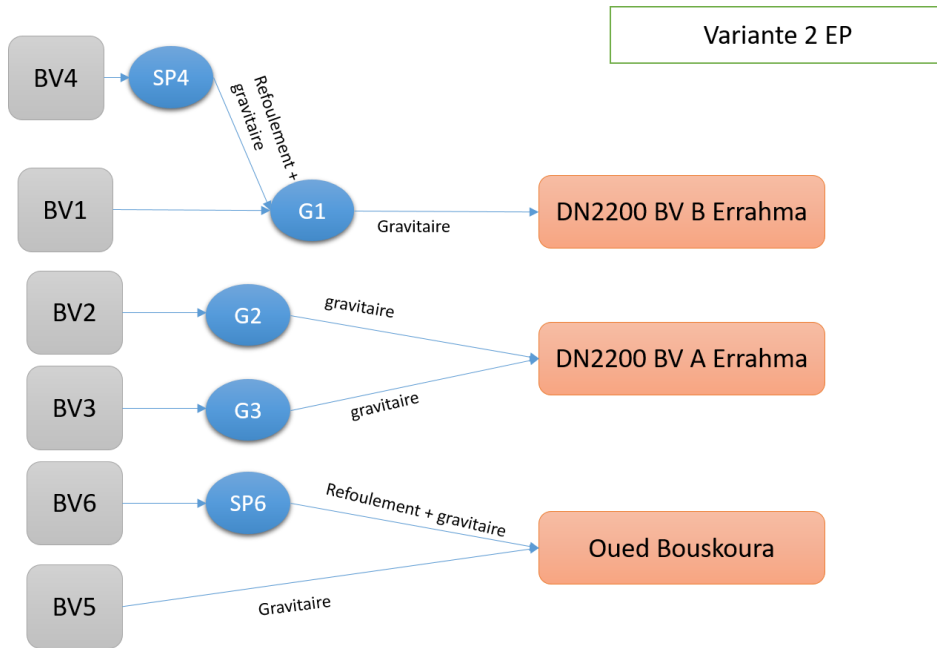 Variante 2 EP
BV4
SP4
Refoulement +
gravitaire
BV1
G1
Gravitaire
DN2200 BV B Errahma
BV2
G2
gravitaire
DN2200 BV A Errahma
BV3
G3
gravitaire
BV6
SP6
Refoulement + gravitaire
Oued Bouskoura
BV5
Gravitaire